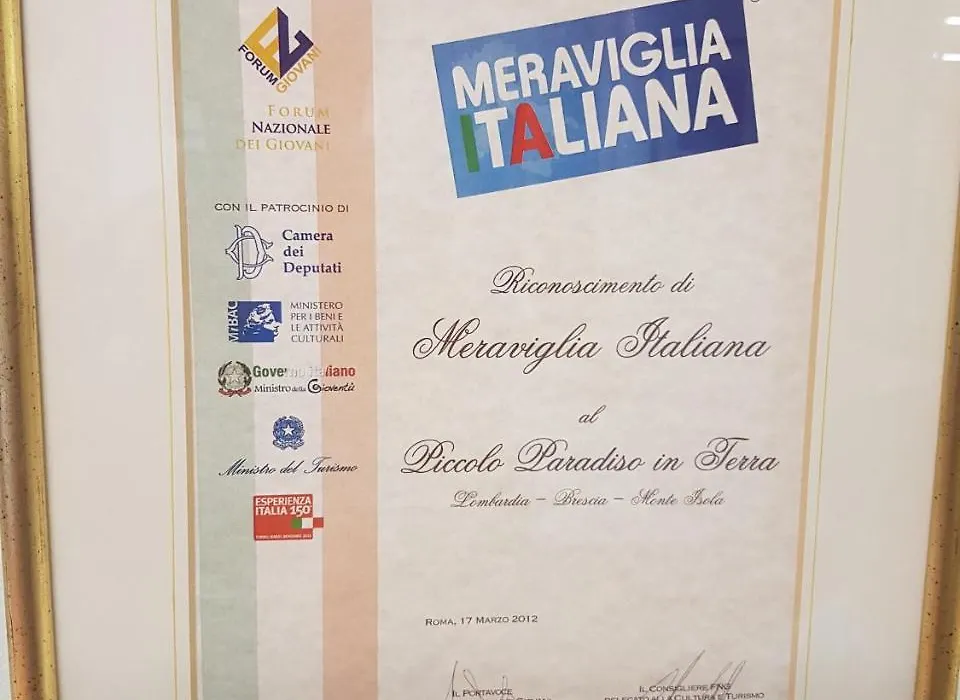 FORUM GIOVANI
FORUM
NAZIONALE
DEI GIOVANI
MERAVIGLIA
ITALIANA
CON IL PATROCINIO DI
Camera
dei
Deputati
MiBAC
MINISTERO
PER I BENI E
LE ATTIVITÀ
CULTURALI
Governo Italiano
Ministro della Gioventù
Ministro del Turismo
ESPERIENZA
ITALIA 150°
Riconoscimento di
Meraviglia Italiana
al
Piccolo Paradiso in Terra
Lombardia – Brescia – Monte Isola
ROMA, 17 MARZO 2012
IL PORTAVOCE
IL CONSIGLIERE FNG
DELEGATO ALLA CULTURA E TURISMO